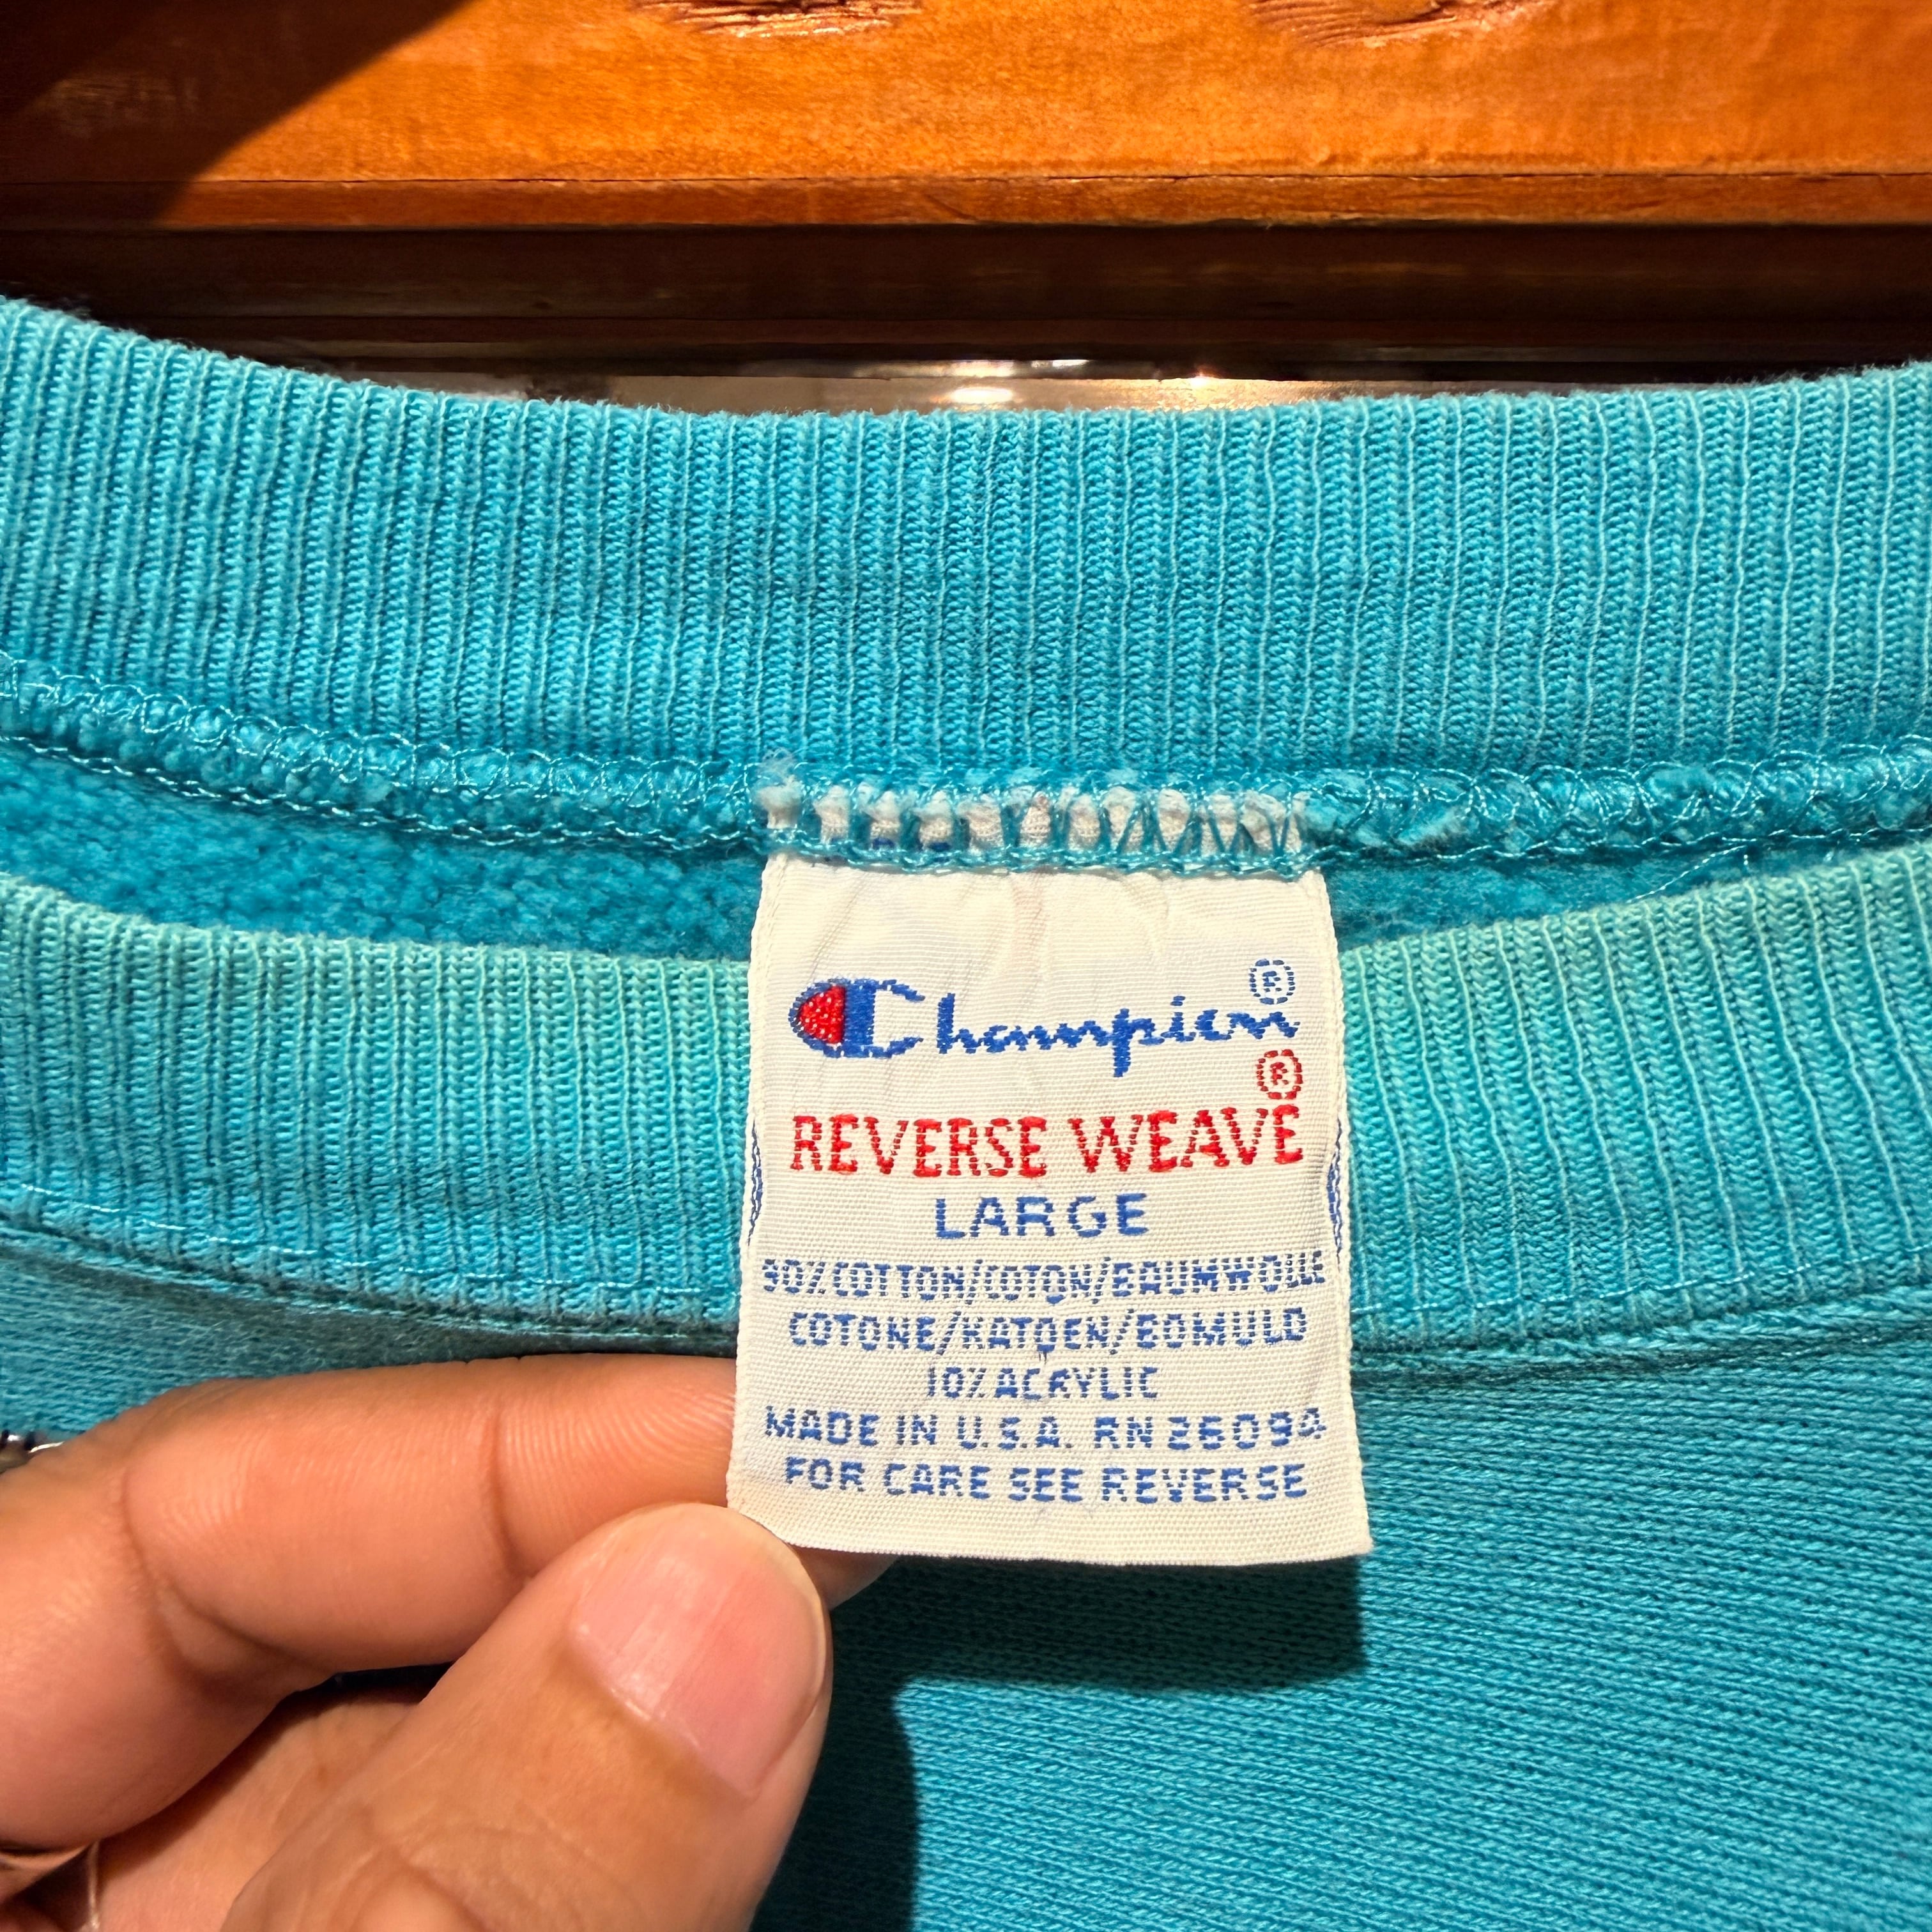 Champion®
REVERSE WEAVE®
LARGE
90% COTTON/COTON/BAUMWOLLE
COTONE/KATOEN/BOMULD
10% ACRYLIC
MADE IN U.S.A. RN 26094
FOR CARE SEE REVERSE